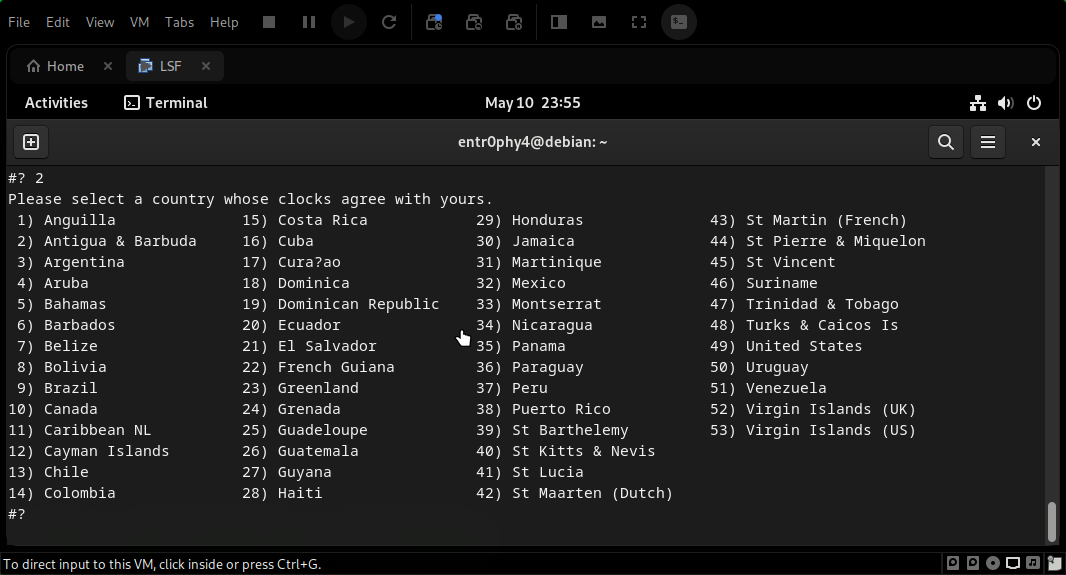 File Edit View VM Tabs Help
Home × LSF ×
Activities Terminal May 10 23:55
entr0phy4@debian: ~
#? 2
Please select a country whose clocks agree with yours.
1) Anguilla 15) Costa Rica 29) Honduras 43) St Martin (French)
2) Antigua & Barbuda 16) Cuba 30) Jamaica 44) St Pierre & Miquelon
3) Argentina 17) Cura?ao 31) Martinique 45) St Vincent
4) Aruba 18) Dominica 32) Mexico 46) Suriname
5) Bahamas 19) Dominican Republic 33) Montserrat 47) Trinidad & Tobago
6) Barbados 20) Ecuador 34) Nicaragua 48) Turks & Caicos Is
7) Belize 21) El Salvador 35) Panama 49) United States
8) Bolivia 22) French Guiana 36) Paraguay 50) Uruguay
9) Brazil 23) Greenland 37) Peru 51) Venezuela
10) Canada 24) Grenada 38) Puerto Rico 52) Virgin Islands (UK)
11) Caribbean NL 25) Guadeloupe 39) St Barthelemy 53) Virgin Islands (US)
12) Cayman Islands 26) Guatemala 40) St Kitts & Nevis
13) Chile 27) Guyana 41) St Lucia
14) Colombia 28) Haiti 42) St Maarten (Dutch)
#?
To direct input to this VM, click inside or press Ctrl+G.